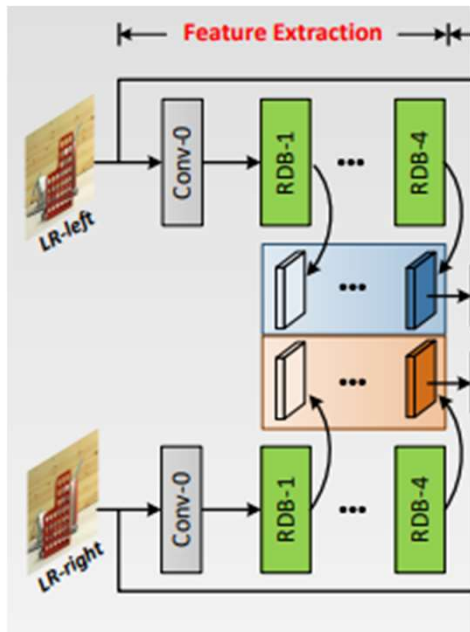 Feature Extraction
LR-left
Conv-0
RDB-1
...
RDB-4
...
...
LR-right
Conv-0
RDB-1
...
RDB-4